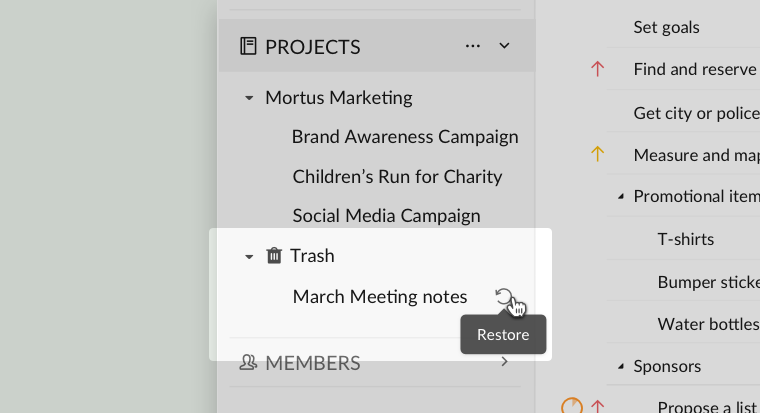 PROJECTS
Mortus Marketing
Brand Awareness Campaign
Children's Run for Charity
Social Media Campaign
Trash
March Meeting notes
Restore
MEMBERS
Set goals
Find and reserve
Get city or police
Measure and map
Promotional item
T-shirts
Bumper sticke
Water bottles
Sponsors
Propose a list